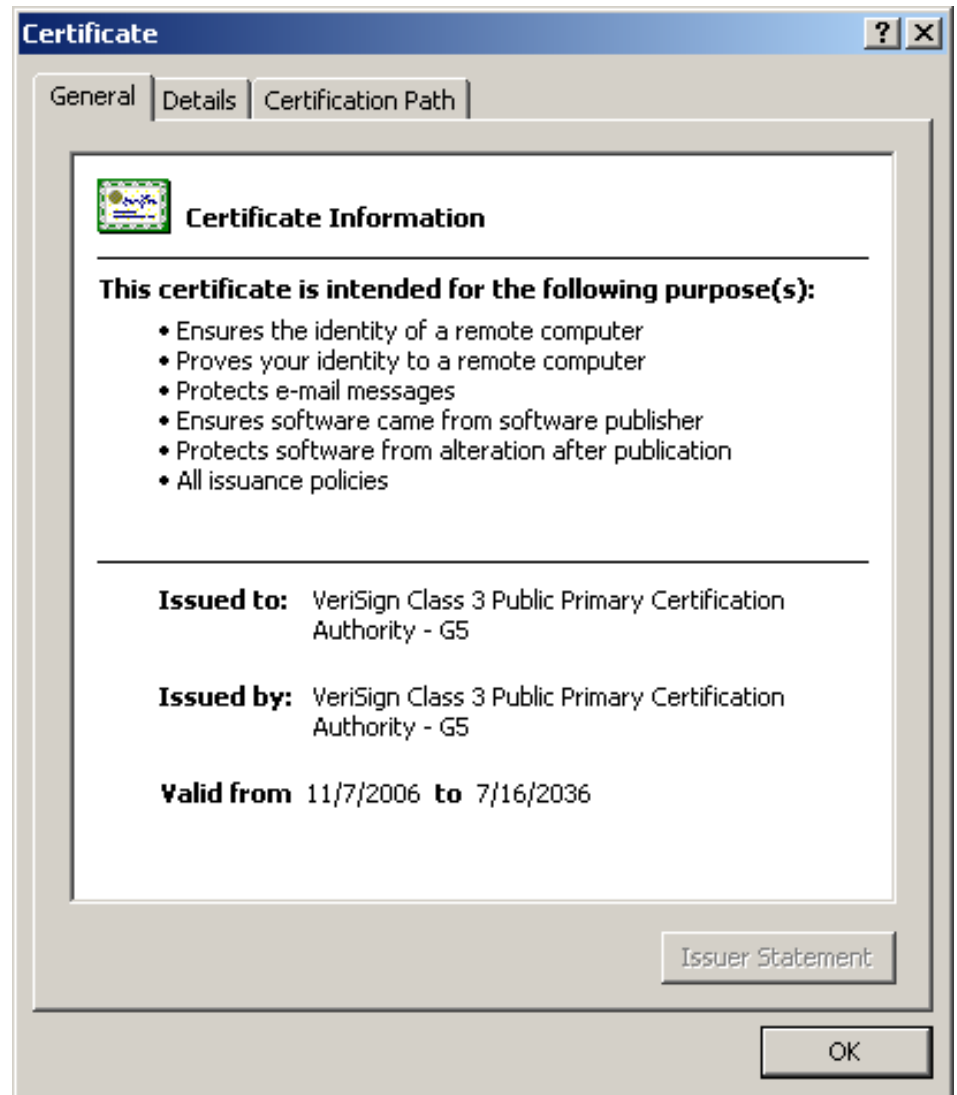 Certificate
General Details Certification Path
Certificate Information
This certificate is intended for the following purpose(s):
• Ensures the identity of a remote computer
• Proves your identity to a remote computer
• Protects e-mail messages
• Ensures software came from software publisher
• Protects software from alteration after publication
• All issuance policies
Issued to: VeriSign Class 3 Public Primary Certification
Authority - G5
Issued by: VeriSign Class 3 Public Primary Certification
Authority - G5
Valid from 11/7/2006 to 7/16/2036
Issuer Statement
OK